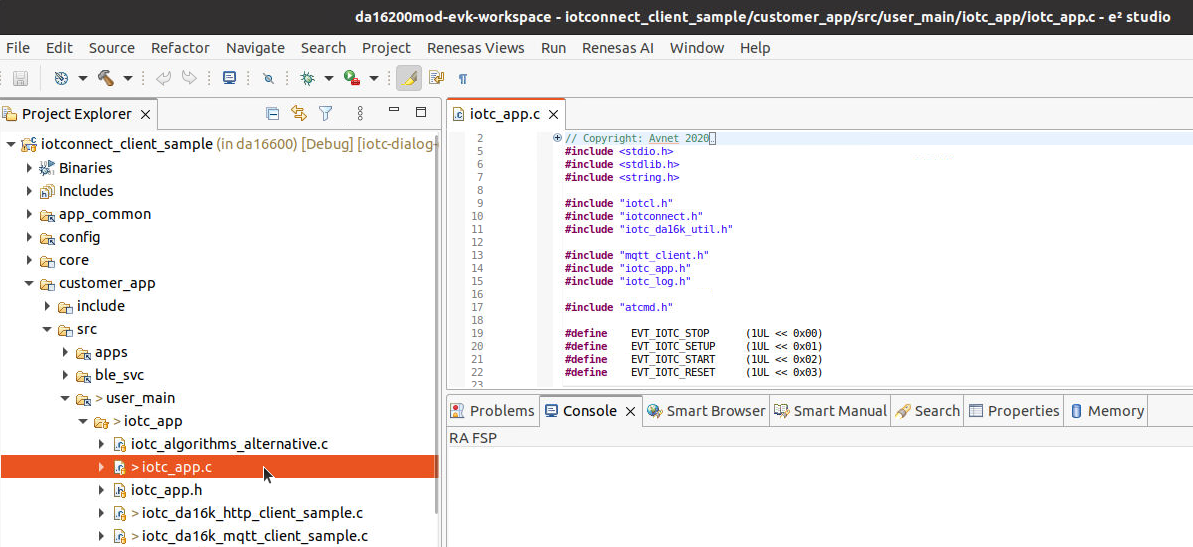 da16200mod-evk-workspace - iotconnect_client_sample/customer_app/src/user_main/iotc_app/iotc_app.c - e² studio
File Edit Source Refactor Navigate Search Project Renesas Views Run Renesas AI Window Help
Project Explorer
iotconnect_client_sample (in da16600) [Debug] [iotc-dialog-
Binaries
Includes
app_common
config
core
customer_app
include
src
apps
ble_svc
> user_main
> iotc_app
iotc_algorithms_alternative.c
> iotc_app.c
iotc_app.h
> iotc_da16k_http_client_sample.c
> iotc_da16k_mqtt_client_sample.c
iotc_app.c
2 // Copyright: Avnet 2020
5 #include <stdio.h>
6 #include <stdlib.h>
7 #include <string.h>
8
9 #include "iotcl.h"
10 #include "iotconnect.h"
11 #include "iotc_da16k_util.h"
12
13 #include "mqtt_client.h"
14 #include "iotc_app.h"
15 #include "iotc_log.h"
16
17 #include "atcmd.h"
18
19 #define EVT_IOTC_STOP (1UL << 0x00)
20 #define EVT_IOTC_SETUP (1UL << 0x01)
21 #define EVT_IOTC_START (1UL << 0x02)
22 #define EVT_IOTC_RESET (1UL << 0x03)
23
Problems Console Smart Browser Smart Manual Search Properties Memory
RA FSP